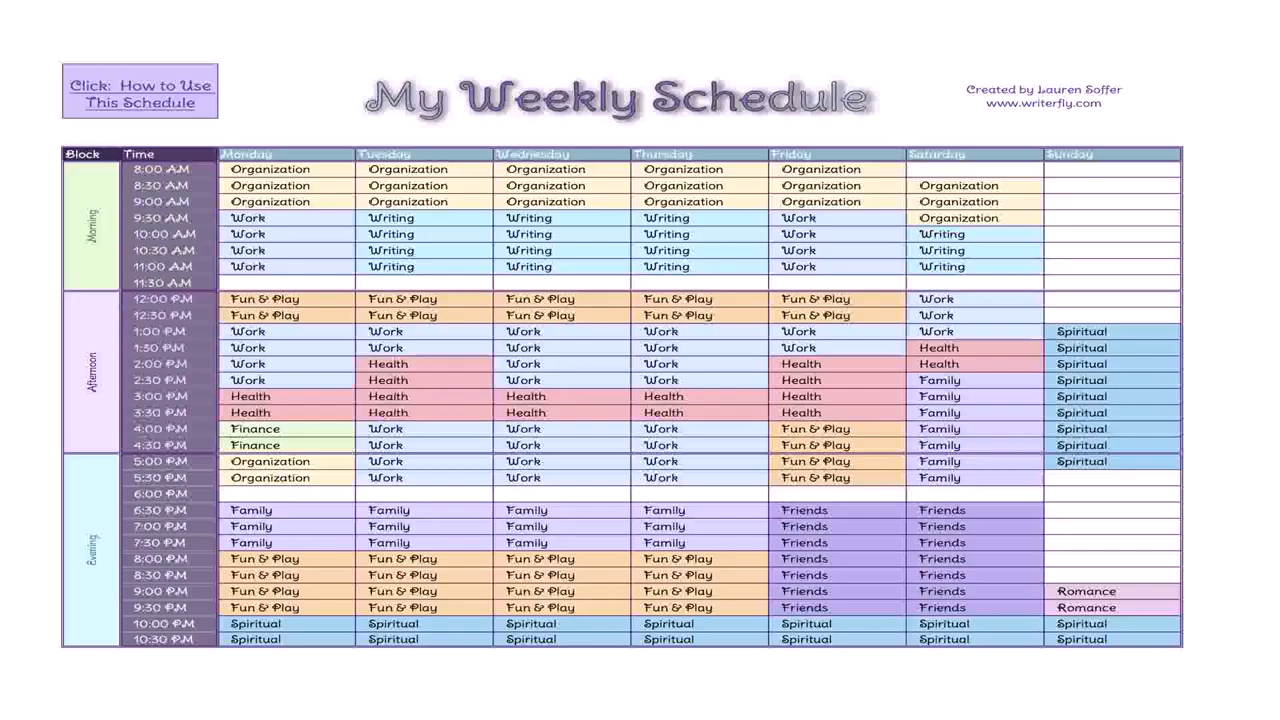 Click: How to Use
This Schedule
My Weekly Schedule
Created by Lauren Soffer
www.writerfly.com
Block Time Monday Tuesday Wednesday Thursday Friday Saturday Sunday
Morning
8:00 AM Organization Organization Organization Organization Organization
8:30 AM Organization Organization Organization Organization Organization Organization
9:00 AM Organization Organization Organization Organization Organization Organization
9:30 AM Work Writing Writing Writing Work Organization
10:00 AM Work Writing Writing Writing Work Writing
10:30 AM Work Writing Writing Writing Work Writing
11:00 AM Work Writing Writing Writing Work Writing
11:30 AM
Afternoon
12:00 PM Fun & Play Fun & Play Fun & Play Fun & Play Fun & Play Work
12:30 PM Fun & Play Fun & Play Fun & Play Fun & Play Fun & Play Work
1:00 PM Work Work Work Work Work Work Spiritual
1:30 PM Work Work Work Work Work Health Spiritual
2:00 PM Work Health Work Work Health Health Spiritual
2:30 PM Work Health Work Work Health Family Spiritual
3:00 PM Health Health Health Health Health Family Spiritual
3:30 PM Health Health Health Health Health Family Spiritual
4:00 PM Finance Work Work Work Fun & Play Family Spiritual
4:30 PM Finance Work Work Work Fun & Play Family Spiritual
Evening
5:00 PM Organization Work Work Work Fun & Play Family Spiritual
5:30 PM Organization Work Work Work Fun & Play Family
6:00 PM
6:30 PM Family Family Family Family Friends Friends
7:00 PM Family Family Family Family Friends Friends
7:30 PM Family Family Family Family Friends Friends
8:00 PM Fun & Play Fun & Play Fun & Play Fun & Play Friends Friends
8:30 PM Fun & Play Fun & Play Fun & Play Fun & Play Friends Friends
9:00 PM Fun & Play Fun & Play Fun & Play Fun & Play Friends Friends Romance
9:30 PM Fun & Play Fun & Play Fun & Play Fun & Play Friends Friends Romance
10:00 PM Spiritual Spiritual Spiritual Spiritual Spiritual Spiritual Spiritual
10:30 PM Spiritual Spiritual Spiritual Spiritual Spiritual Spiritual Spiritual